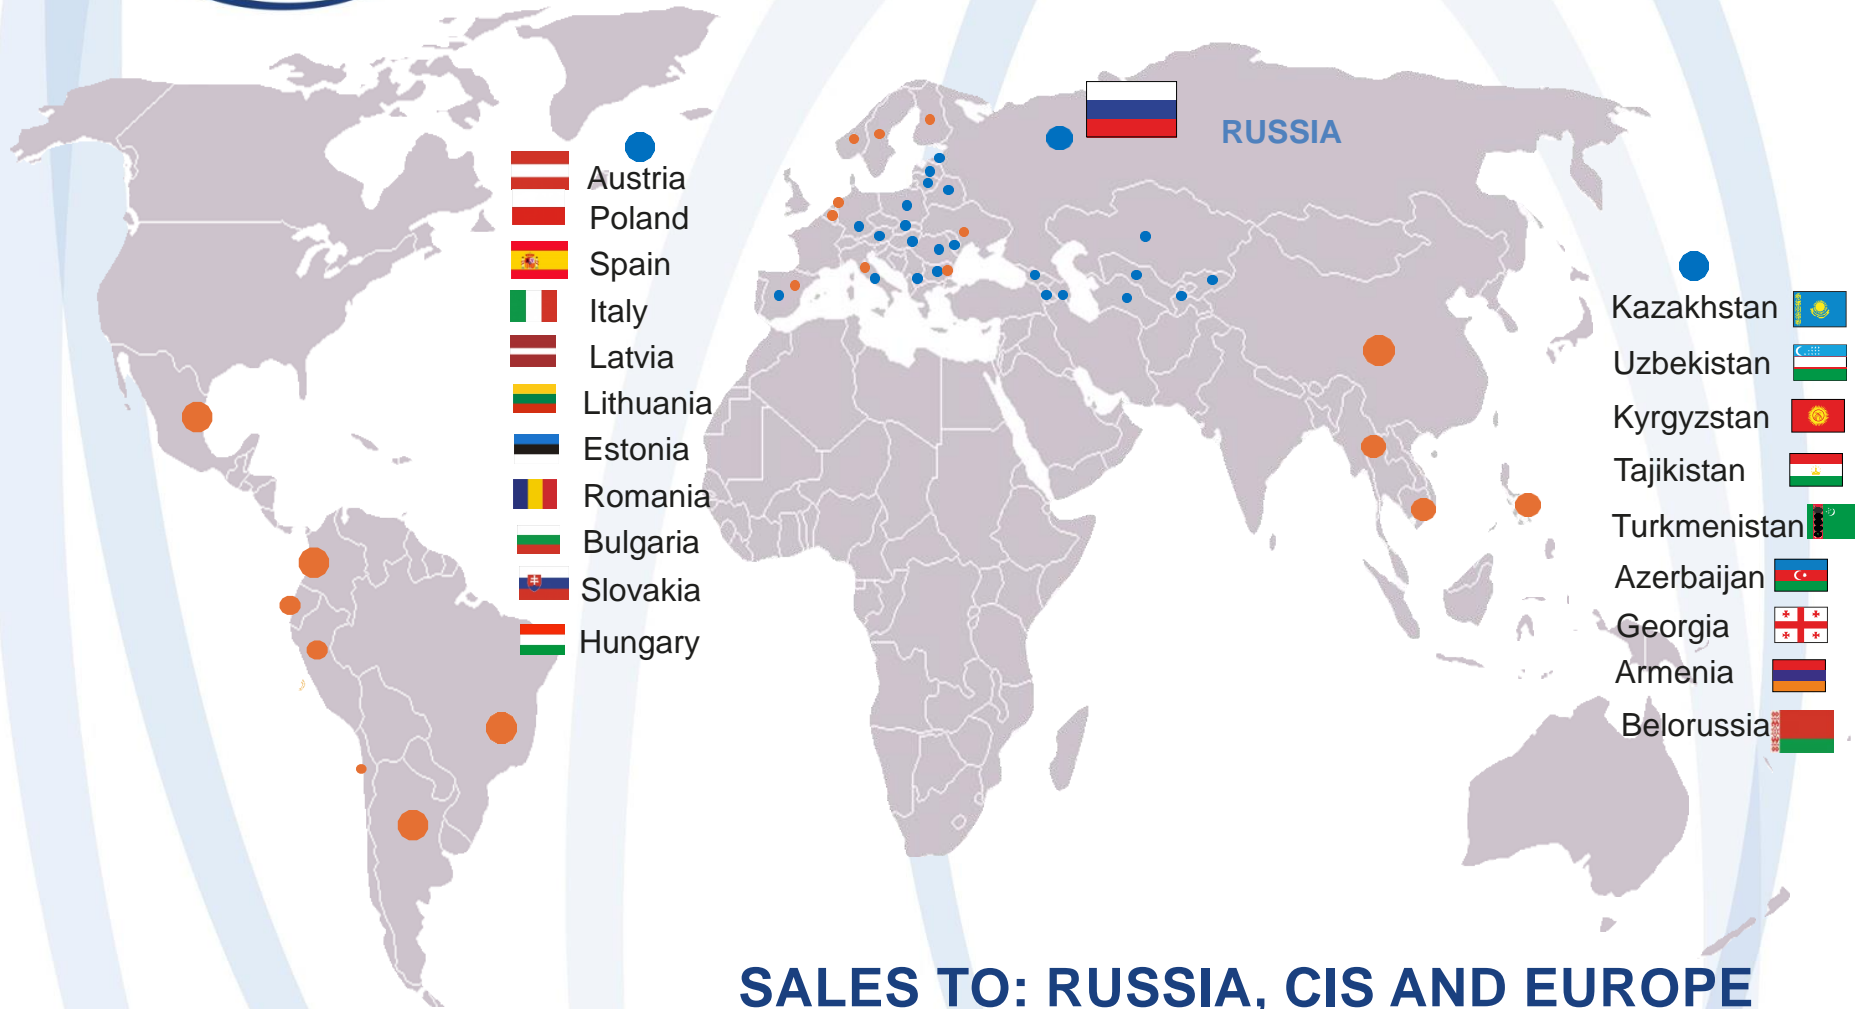 RUSSIA
Austria
Poland
Spain
Italy
Latvia
Lithuania
Estonia
Romania
Bulgaria
Slovakia
Hungary
Kazakhstan
Uzbekistan
Kyrgyzstan
Tajikistan
Turkmenistan
Azerbaijan
Georgia
Armenia
Belorussia
SALES TO: RUSSIA, CIS AND EUROPE